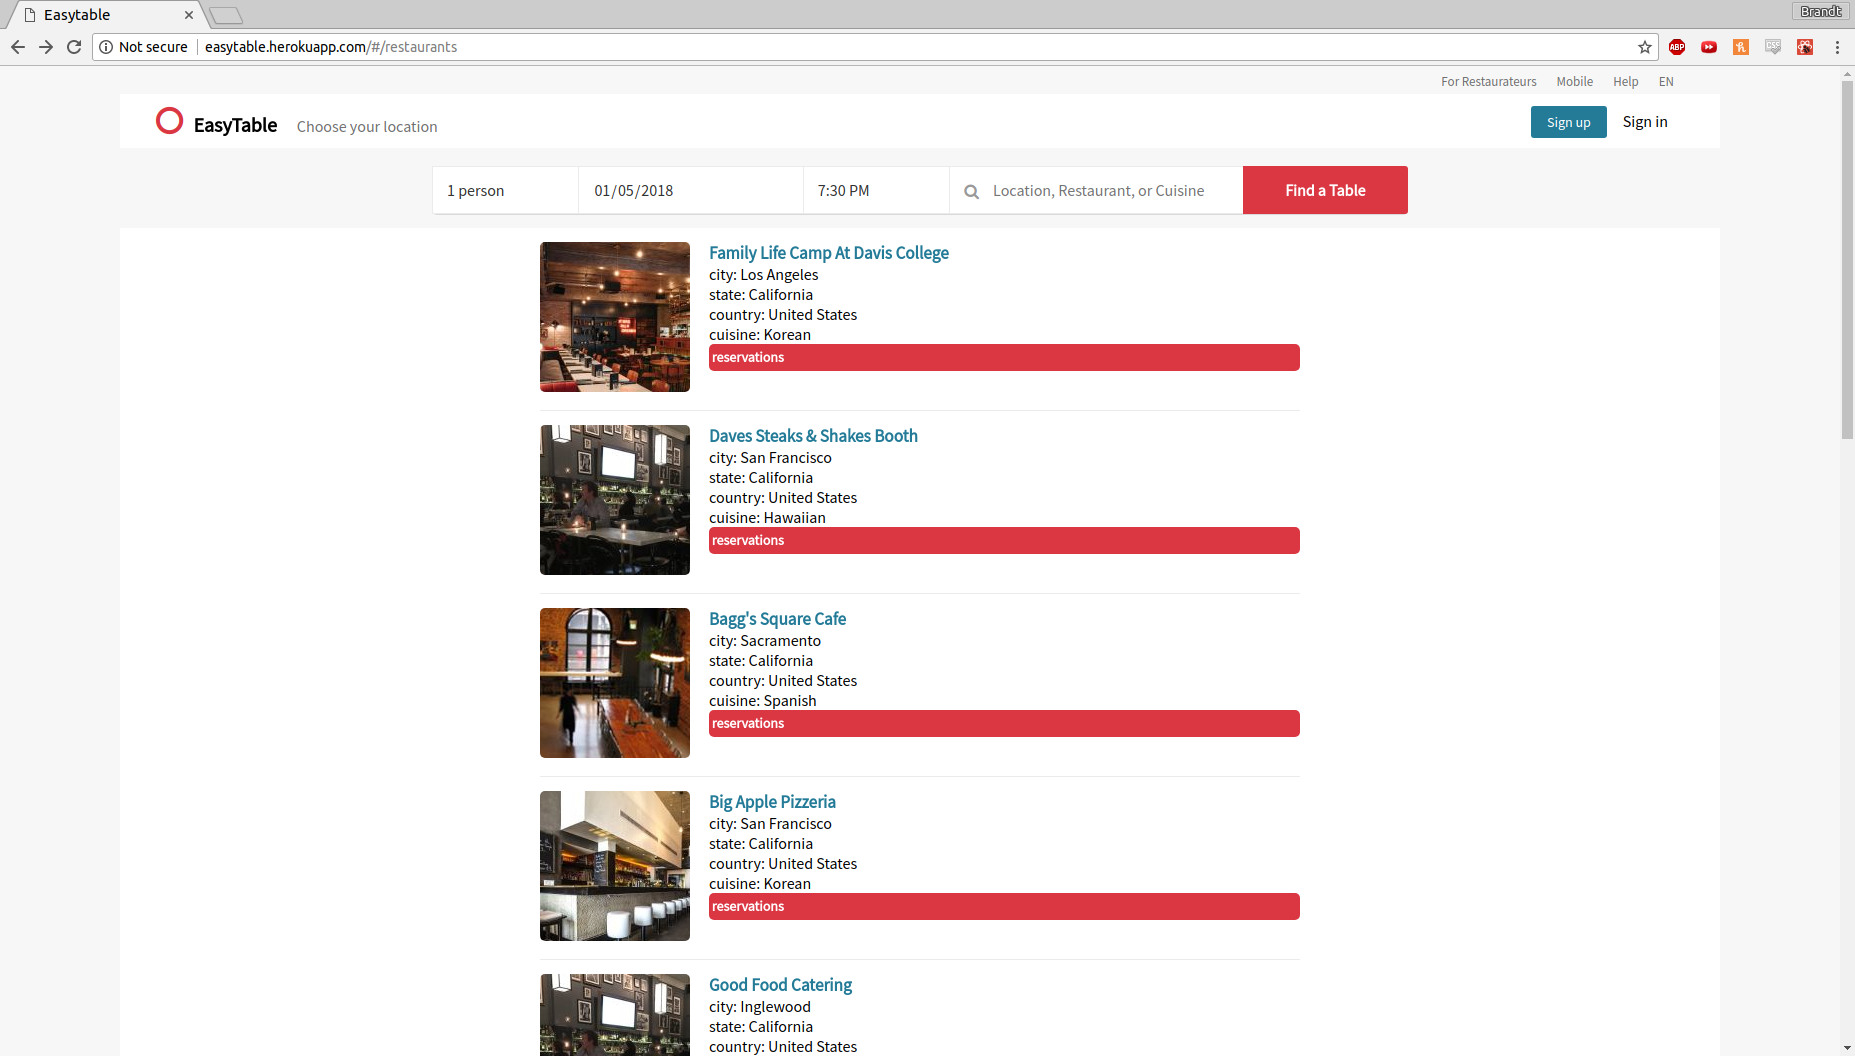 Easytable
Brandt
Not secure
easytable.herokuapp.com/#/restaurants
ABP
CSS
For Restaurateurs Mobile Help EN
EasyTable Choose your location Sign up Sign in
1 person 01/05/2018 7:30 PM Location, Restaurant, or Cuisine Find a Table
Family Life Camp At Davis College
city: Los Angeles
state: California
country: United States
cuisine: Korean
reservations
Daves Steaks & Shakes Booth
city: San Francisco
state: California
country: United States
cuisine: Hawaiian
reservations
Bagg's Square Cafe
city: Sacramento
state: California
country: United States
cuisine: Spanish
reservations
Big Apple Pizzeria
city: San Francisco
state: California
country: United States
cuisine: Korean
reservations
Good Food Catering
city: Inglewood
state: California
country: United States